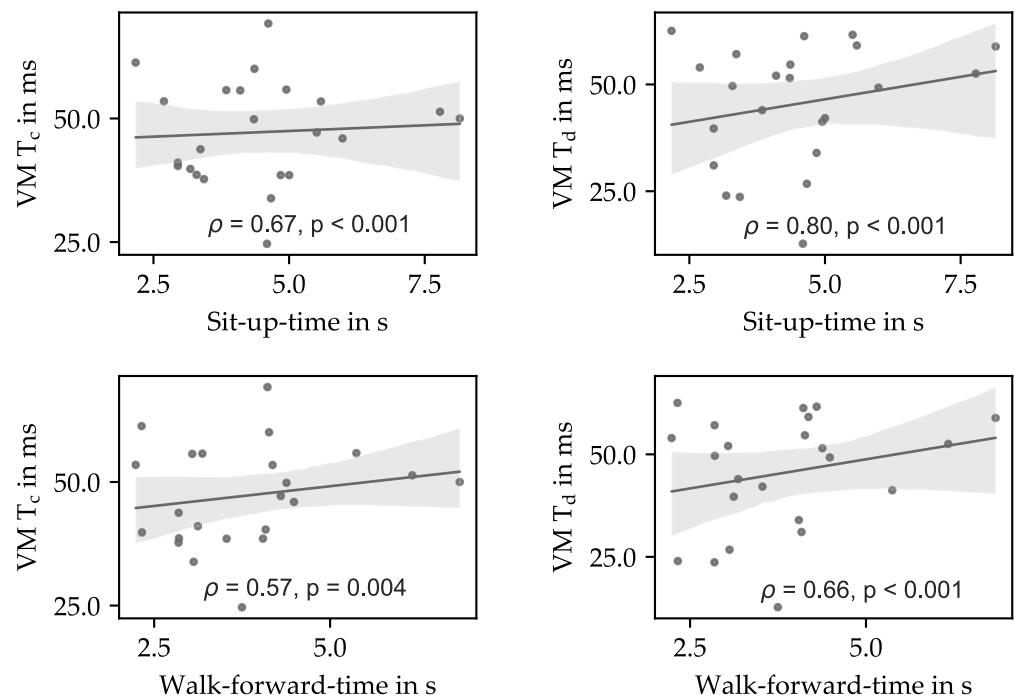 VM T_c in ms
50.0
25.0
ρ = 0.67, p < 0.001
2.5 5.0 7.5
Sit-up-time in s
VM T_d in ms
50.0
25.0
ρ = 0.80, p < 0.001
2.5 5.0 7.5
Sit-up-time in s
VM T_c in ms
50.0
25.0
ρ = 0.57, p = 0.004
2.5 5.0
Walk-forward-time in s
VM T_d in ms
50.0
25.0
ρ = 0.66, p < 0.001
2.5 5.0
Walk-forward-time in s